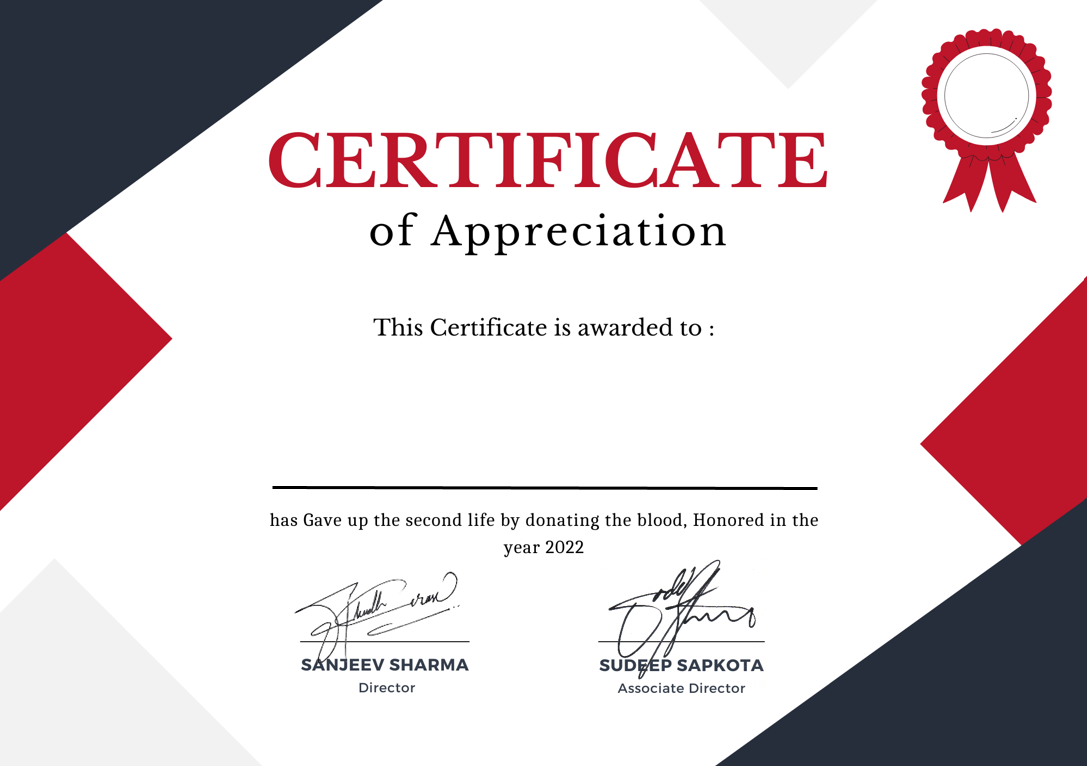 CERTIFICATE
of Appreciation
This Certificate is awarded to :
has Gave up the second life by donating the blood, Honored in the
year 2022
SANJEEV SHARMA
Director
SUDEEP SAPKOTA
Associate Director